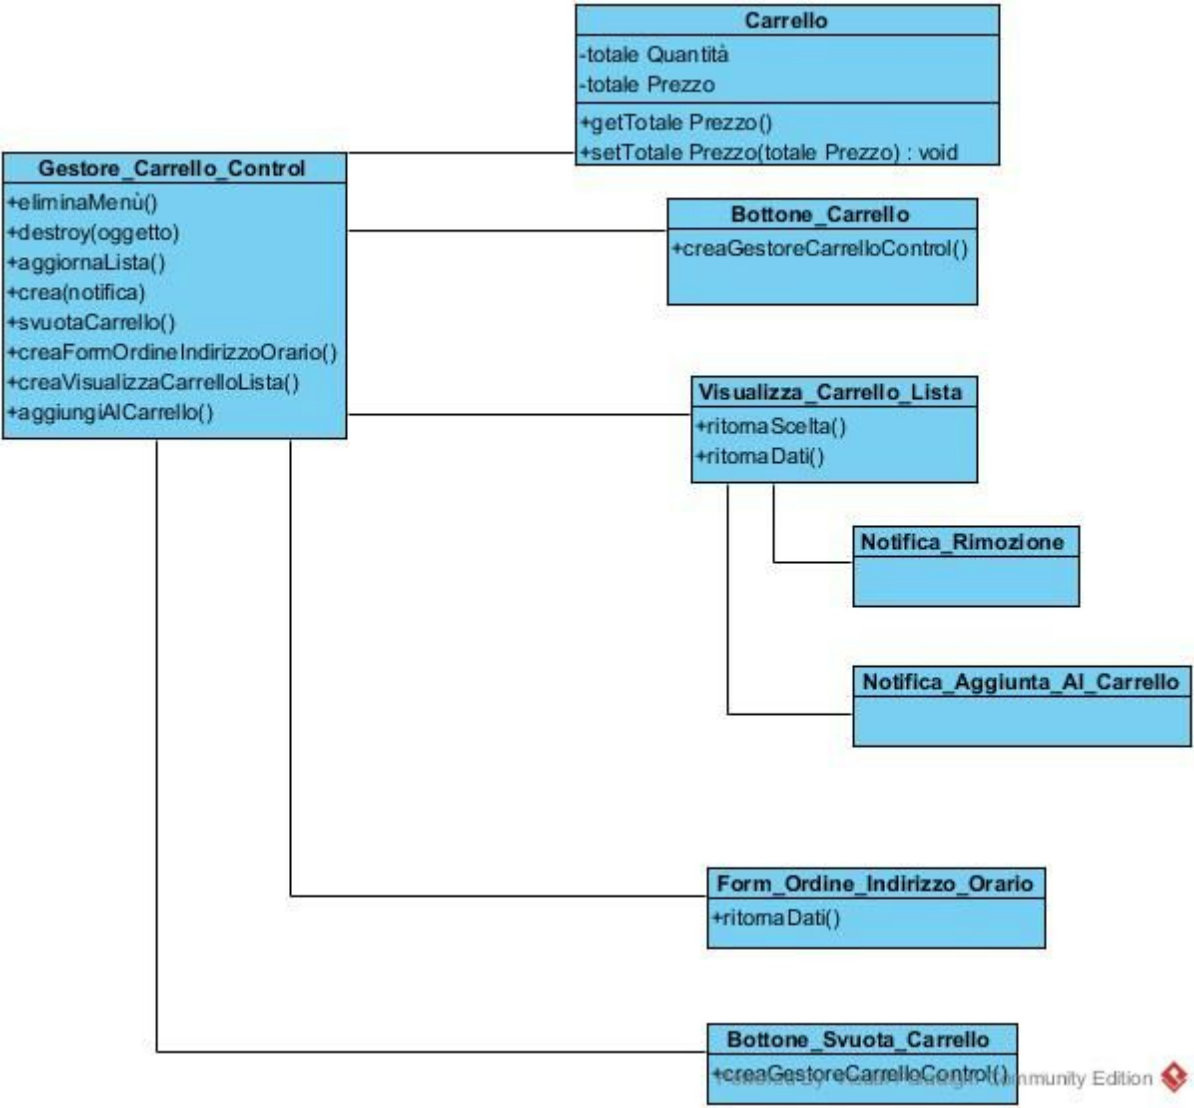 Carrello
-totale Quantità
-totale Prezzo
+getTotale Prezzo()
+setTotale Prezzo(totale Prezzo) : void
Gestore_Carrello_Control
+eliminaMenù()
+destroy(oggetto)
+aggiornaLista()
+crea(notifica)
+svuotaCarrello()
+creaFormOrdineIndirizzoOrario()
+creaVisualizzaCarrelloLista()
+aggiungiAlCarrello()
Bottone_Carrello
+creaGestoreCarrelloControl()
Visualizza_Carrello_Lista
+ritornaScelta()
+ritornaDati()
Notifica_Rimozione
Notifica_Aggiunta_Al_Carrello
Form_Ordine_Indirizzo_Orario
+ritornaDati()
Bottone_Svuota_Carrello
+creaGestoreCarrelloControl()
Community Edition